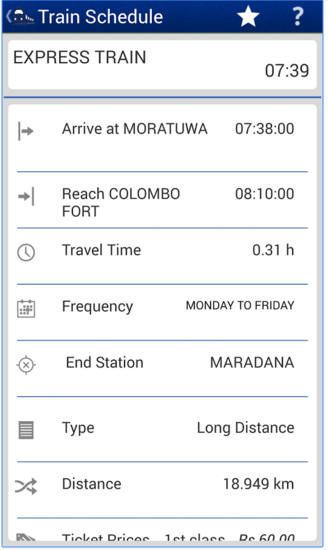 Train Schedule ?
EXPRESS TRAIN
07:39
Arrive at MORATUWA 07:38:00
Reach COLOMBO 08:10:00
FORT
Travel Time 0.31 h
Frequency MONDAY TO FRIDAY
End Station MARADANA
Type Long Distance
Distance 18.949 km
Ticket Prices 1st class Rs 60.00